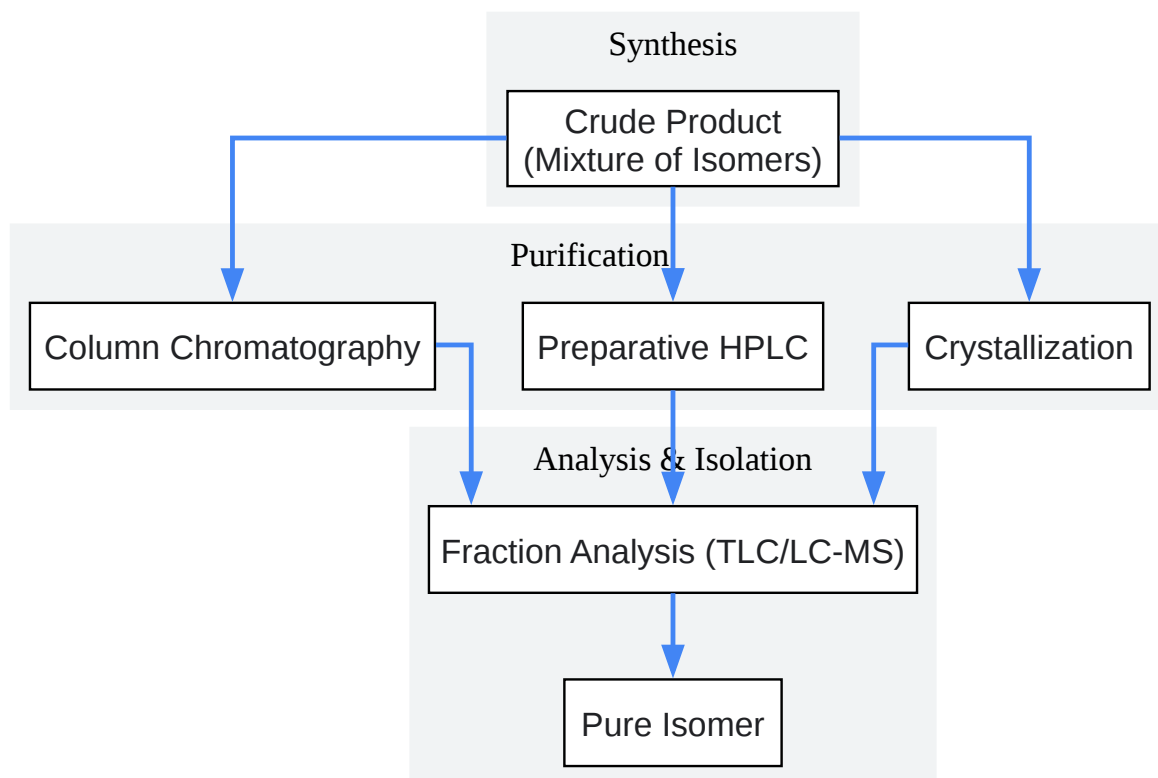 Synthesis
Crude Product
(Mixture of Isomers)
Purification
Column Chromatography
Preparative HPLC
Crystallization
Analysis & Isolation
Fraction Analysis (TLC/LC-MS)
Pure Isomer